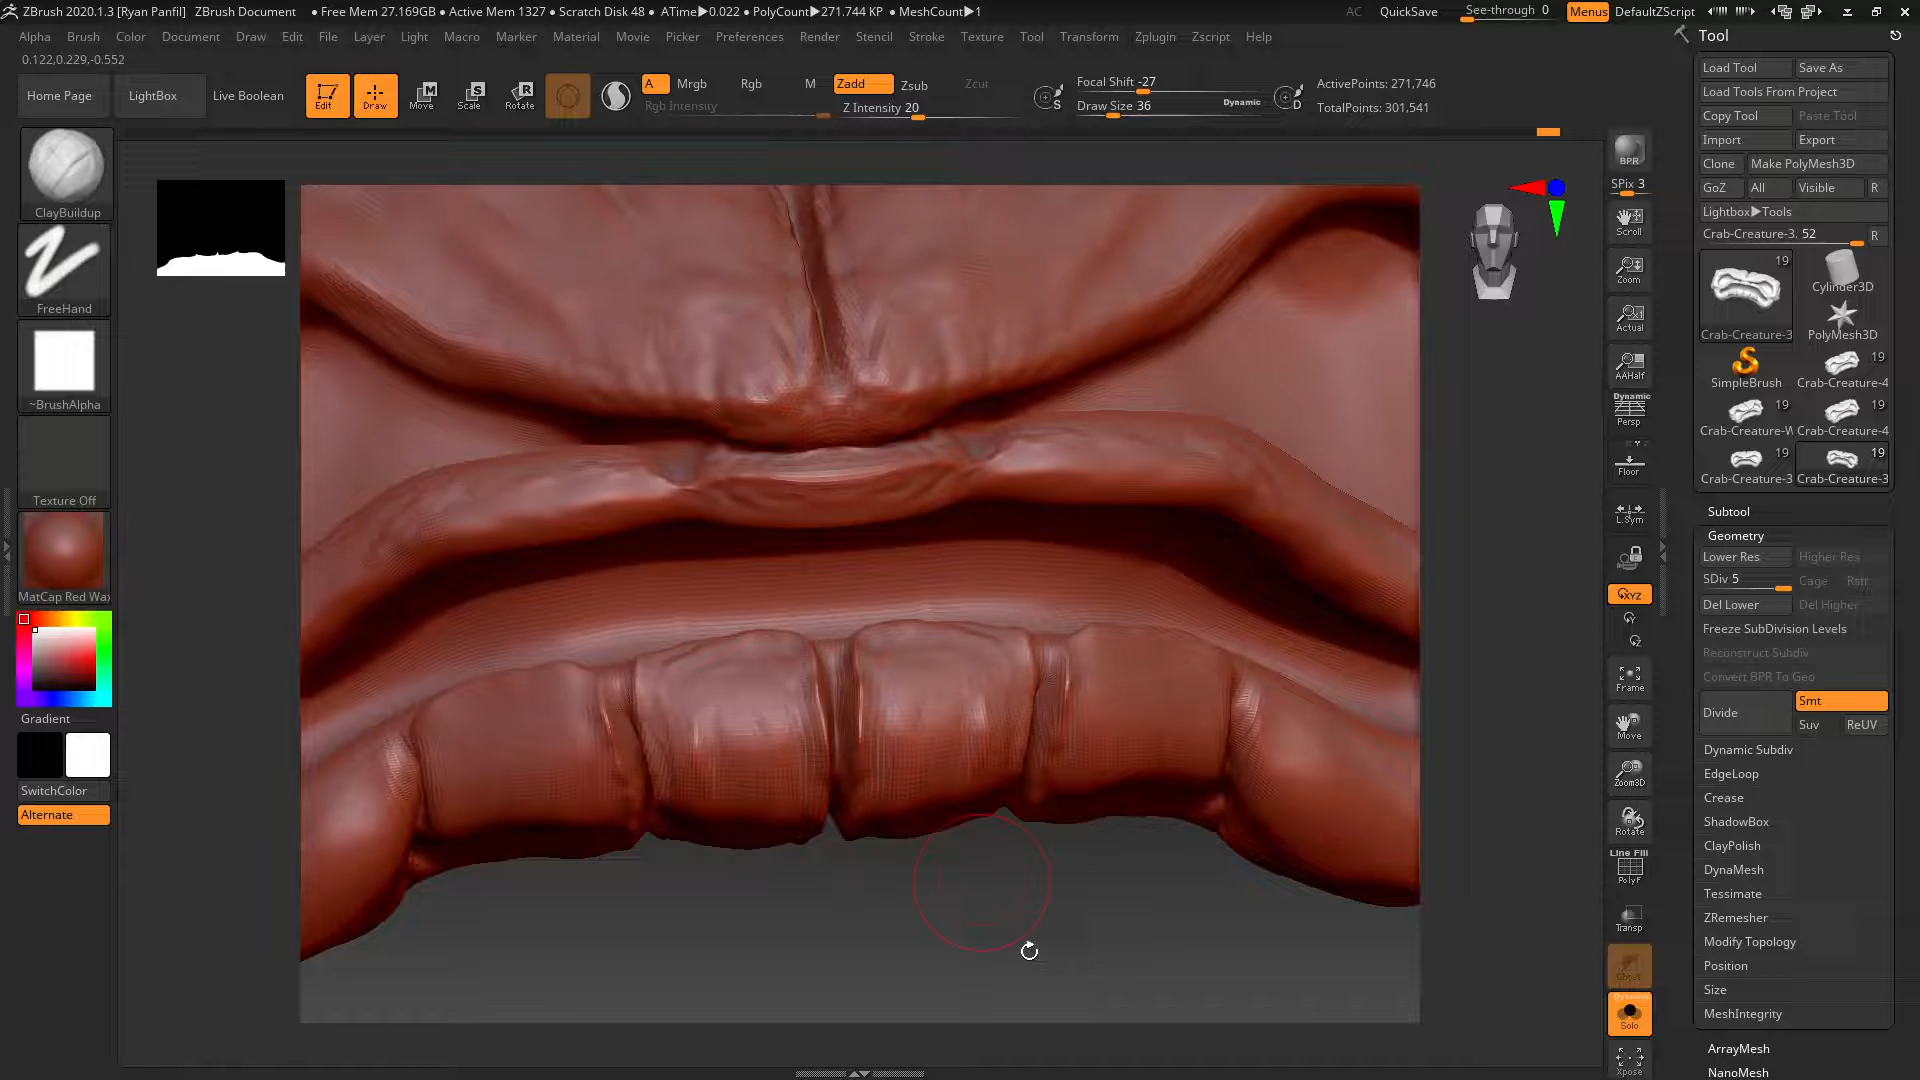 ZBrush 2020.1.3 [Ryan Panfil] ZBrush Document ● Free Mem 27.169GB ● Active Mem 1327 ● Scratch Disk 48 ● ATime▶0.022 ● PolyCount▶271.744 KP ● MeshCount▶1 AC QuickSave See-through 0 Menus DefaultZScript
Alpha Brush Color Document Draw Edit File Layer Light Macro Marker Material Movie Picker Preferences Render Stencil Stroke Texture Tool Transform Zplugin Zscript Help
0.122,0.229,-0.552
Home Page LightBox Live Boolean
Edit Draw Move Scale Rotate
A Mrgb Rgb M Zadd Zsub Zcut
Rgb Intensity Z Intensity 20
S Focal Shift -27
Draw Size 36 Dynamic D
ActivePoints: 271,746
TotalPoints: 301,541
ClayBuildup
FreeHand
~BrushAlpha
Texture Off
MatCap Red Wax
Gradient
SwitchColor
Alternate
BPR
SPix 3
Scroll
Zoom
Actual
AAHalf
Dynamic
Persp
Floor
L.Sym
XYZ
Y
Z
Frame
Move
Zoom3D
Rotate
Line Fill
PolyF
Transp
Ghost
Dynamic
Solo
Xpose
Tool
Load Tool Save As
Load Tools From Project
Copy Tool Paste Tool
Import Export
Clone Make PolyMesh3D
GoZ All Visible R
Lightbox▶Tools
Crab-Creature-3. 52 R
19
Crab-Creature-3
Cylinder3D
PolyMesh3D
SimpleBrush
19
Crab-Creature-4
19
Crab-Creature-W
19
Crab-Creature-4
19
Crab-Creature-3
19
Crab-Creature-3
Subtool
Geometry
Lower Res Higher Res
SDiv 5 Cage Rstr
Del Lower Del Higher
Freeze SubDivision Levels
Reconstruct Subdiv
Convert BPR To Geo
Divide Smt
Suv ReUV
Dynamic Subdiv
EdgeLoop
Crease
ShadowBox
ClayPolish
DynaMesh
Tessimate
ZRemesher
Modify Topology
Position
Size
MeshIntegrity
ArrayMesh
NanoMesh